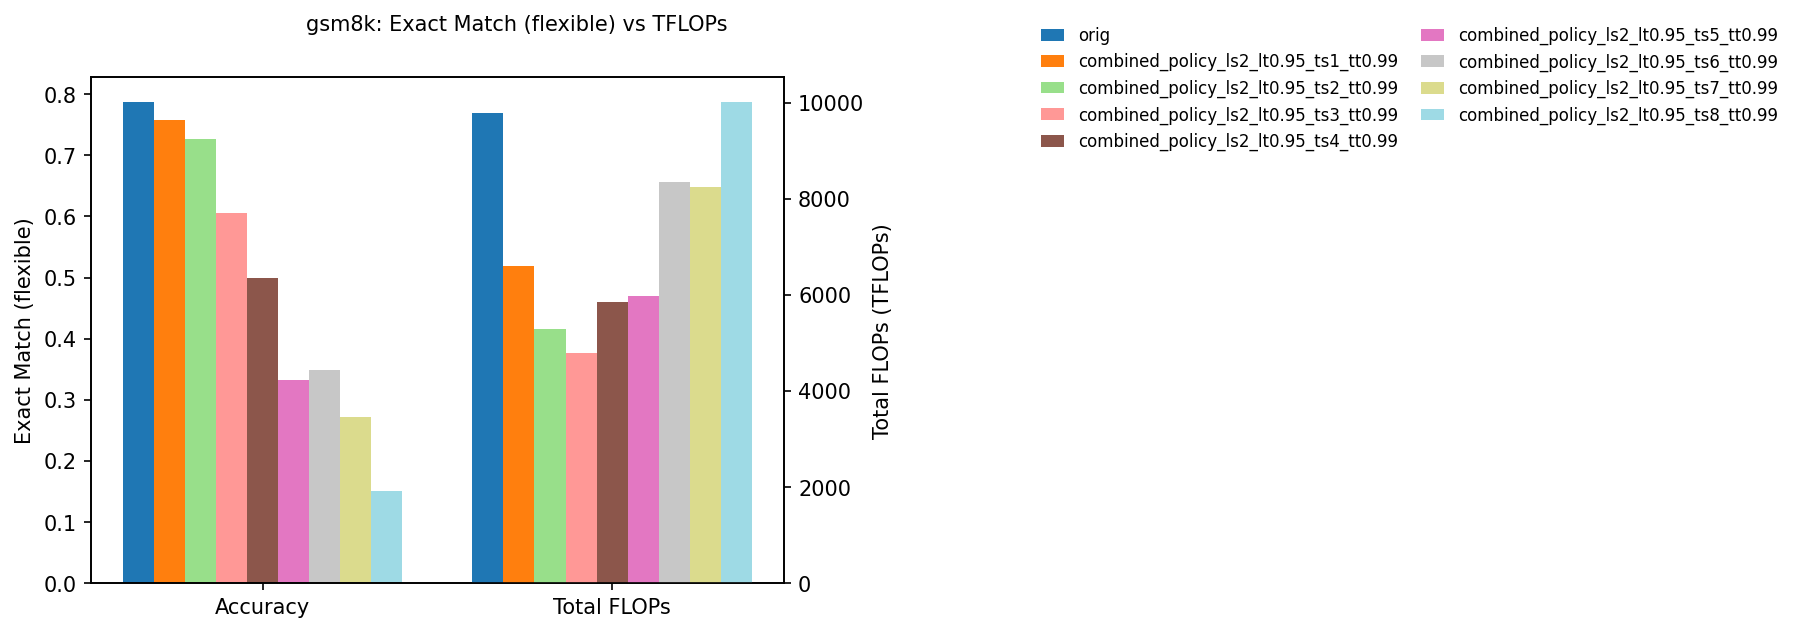 gsm8k: Exact Match (flexible) vs TFLOPs
orig
combined_policy_ls2_lt0.95_ts1_tt0.99
combined_policy_ls2_lt0.95_ts2_tt0.99
combined_policy_ls2_lt0.95_ts3_tt0.99
combined_policy_ls2_lt0.95_ts4_tt0.99
combined_policy_ls2_lt0.95_ts5_tt0.99
combined_policy_ls2_lt0.95_ts6_tt0.99
combined_policy_ls2_lt0.95_ts7_tt0.99
combined_policy_ls2_lt0.95_ts8_tt0.99
Exact Match (flexible)
0.8
0.7
0.6
0.5
0.4
0.3
0.2
0.1
0.0
10000
8000
6000
4000
2000
0
Total FLOPs (TFLOPs)
Accuracy
Total FLOPs